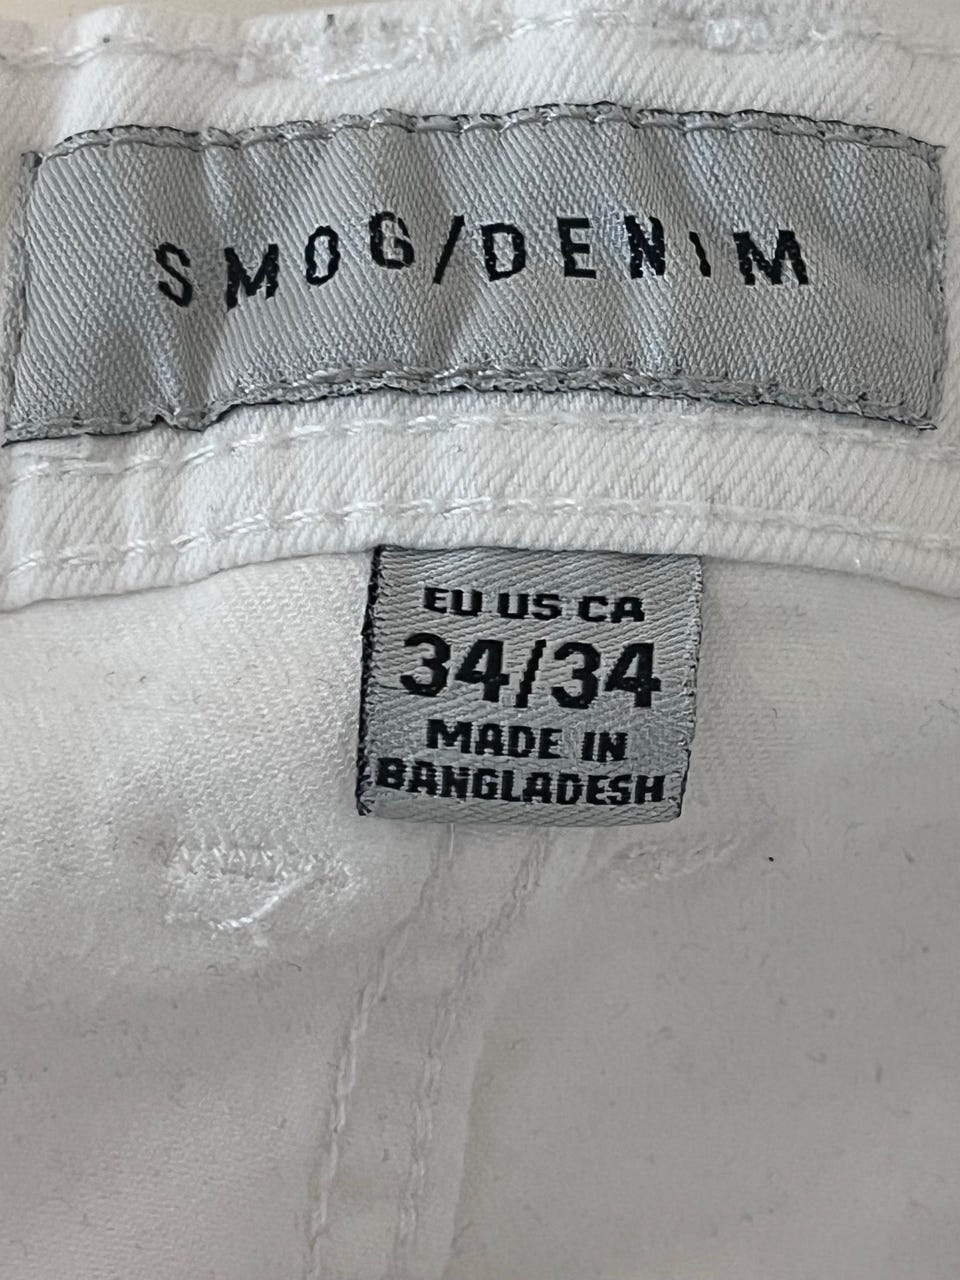 SMOG/DENIM
EU US CA
34/34
MADE IN
BANGLADESH